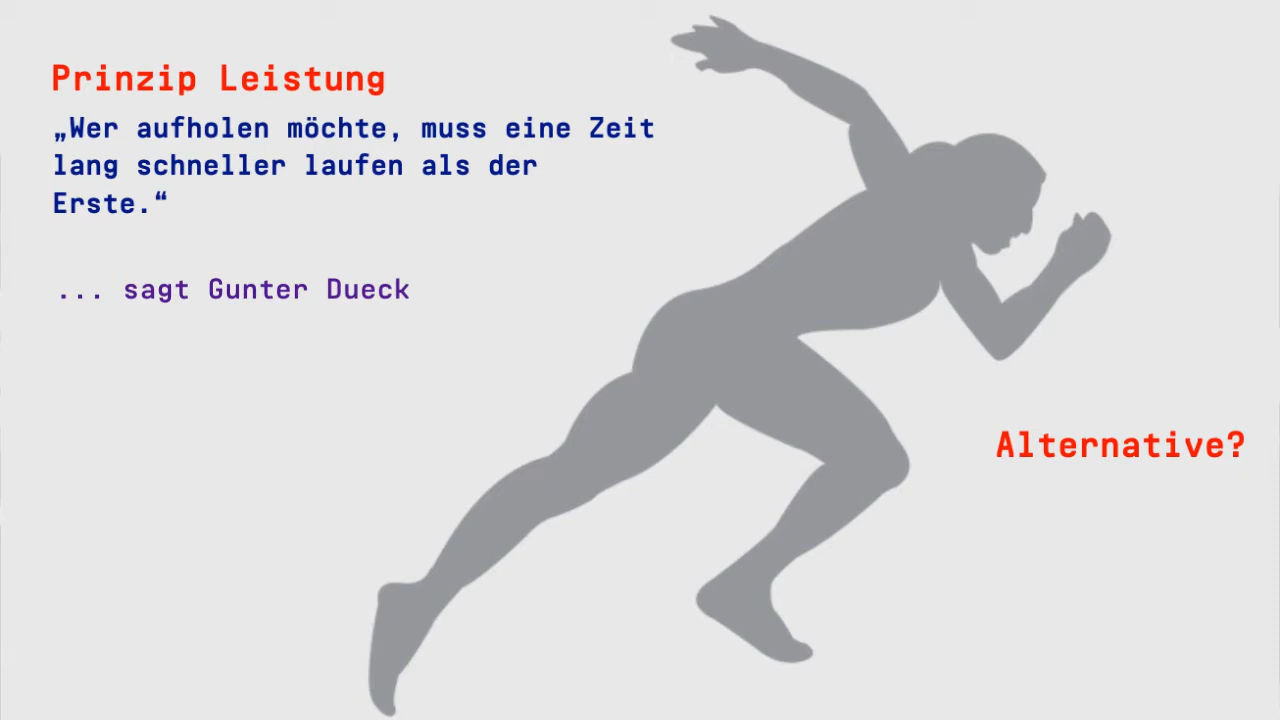 Prinzip Leistung
„Wer aufholen möchte, muss eine Zeit
lang schneller laufen als der
Erste.“
... sagt Gunter Dueck
Alternative?